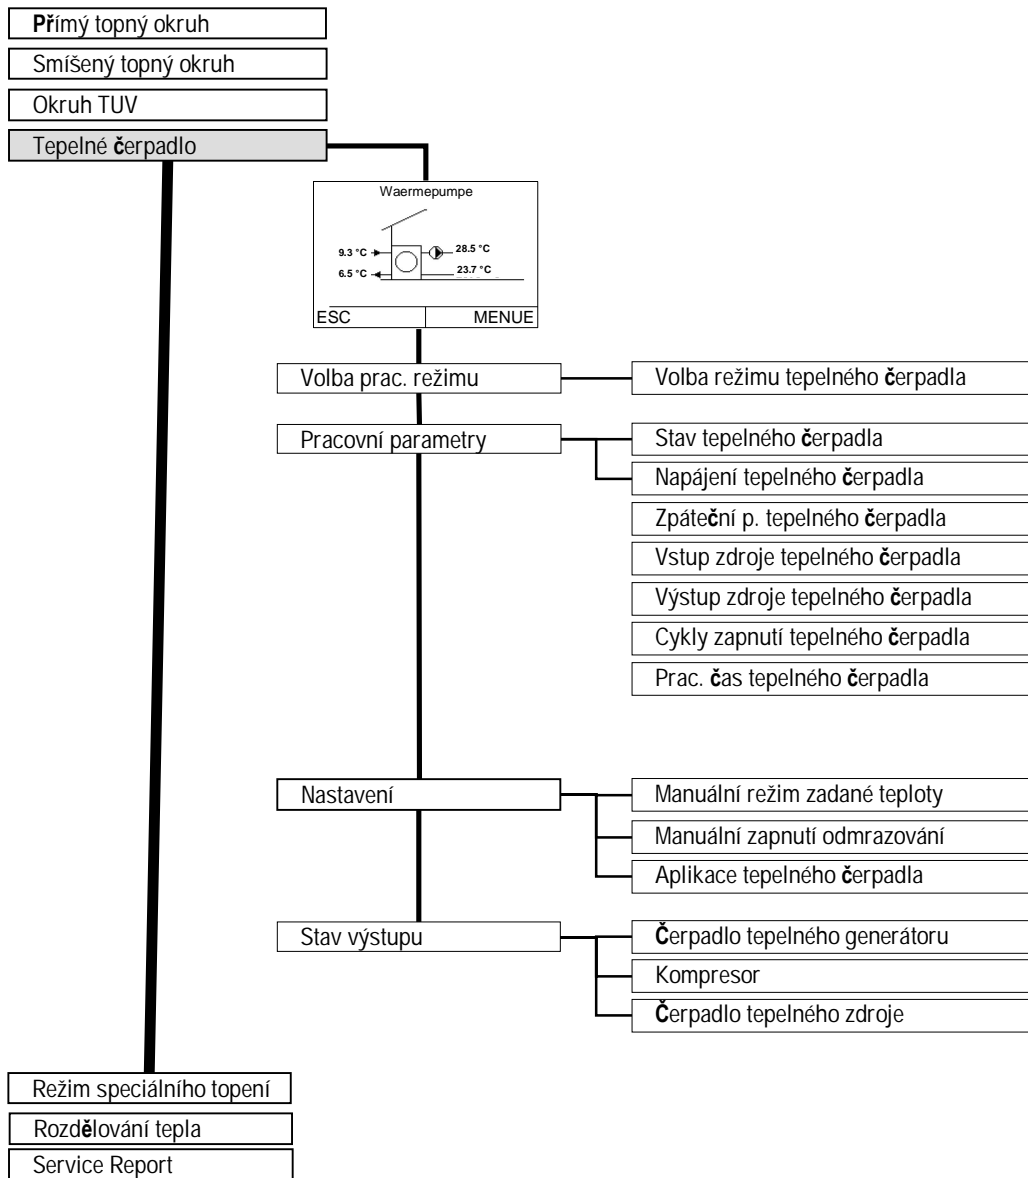 Přímý topný okruh
Smíšený topný okruh
Okruh TUV
Tepelné čerpadlo
Waermepumpe
9.3 °C 28.5 °C
6.5 °C 23.7 °C
ESC MENUE
Volba prac. režimu
Volba režimu tepelného čerpadla
Pracovní parametry
Stav tepelného čerpadla
Napájení tepelného čerpadla
Zpáteční p. tepelného čerpadla
Vstup zdroje tepelného čerpadla
Výstup zdroje tepelného čerpadla
Cykly zapnutí tepelného čerpadla
Prac. čas tepelného čerpadla
Nastavení
Manuální režim zadané teploty
Manuální zapnutí odmrazování
Aplikace tepelného čerpadla
Stav výstupu
Čerpadlo tepelného generátoru
Kompresor
Čerpadlo tepelného zdroje
Režim speciálního topení
Rozdělování tepla
Service Report